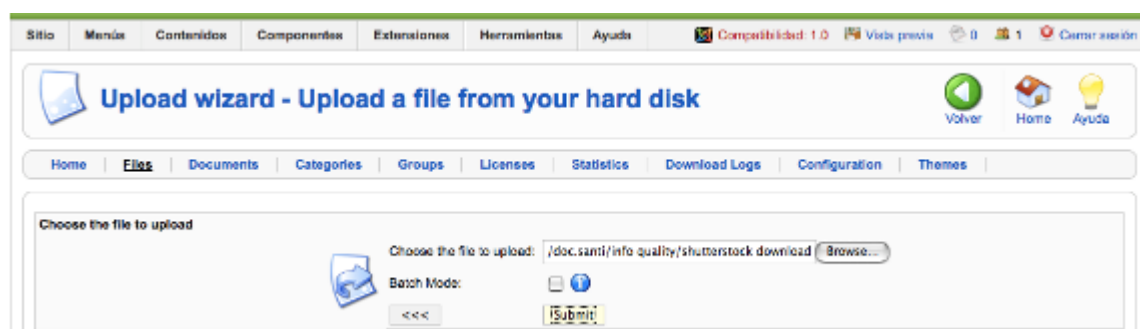 Sitio Menús Contenidos Componentes Extensiones Herramientas Ayuda Compatibilidad: 1.0 Vista previa 0 1 Cerrar sesión
Upload wizard - Upload a file from your hard disk
Volver Home Ayuda
Home Files Documents Categories Groups Licenses Statistics Download Logs Configuration Themes
Choose the file to upload
Choose the file to upload: /doc.santi/info quality/shutterstock download Browse...
Batch Mode:
<<< Submit